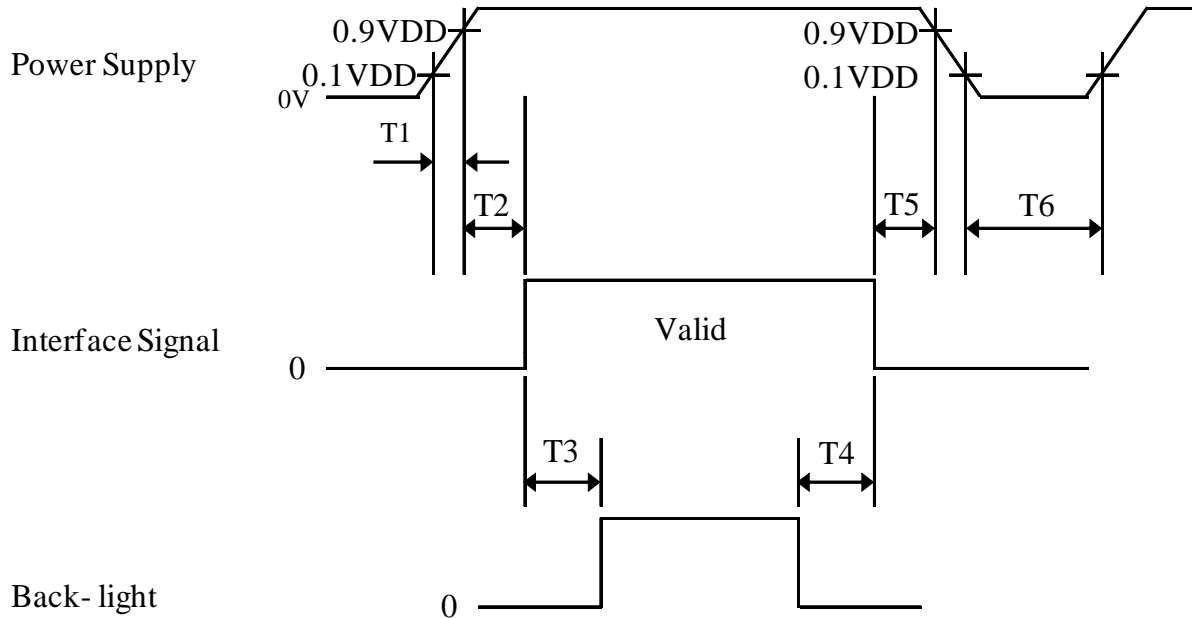 0.9VDD
0.9VDD
Power Supply
0.1VDD
0.1VDD
0V
T1
T2
T5
T6
Interface Signal
Valid
0
T3
T4
Back- light
0